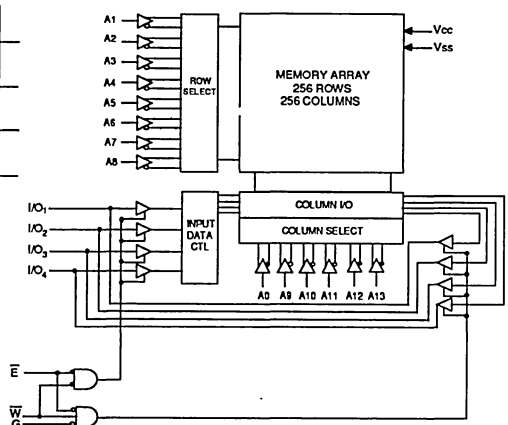 A1
A2
A3
A4
A5
A6
A7
A8
ROW
SELECT
MEMORY ARRAY
256 ROWS
256 COLUMNS
Vcc
Vss
I/O₁
I/O₂
I/O₃
I/O₄
INPUT
DATA
CTL
COLUMN I/O
COLUMN SELECT
A0 A9 A10 A11 A12 A13
E̅
W̅
G̅